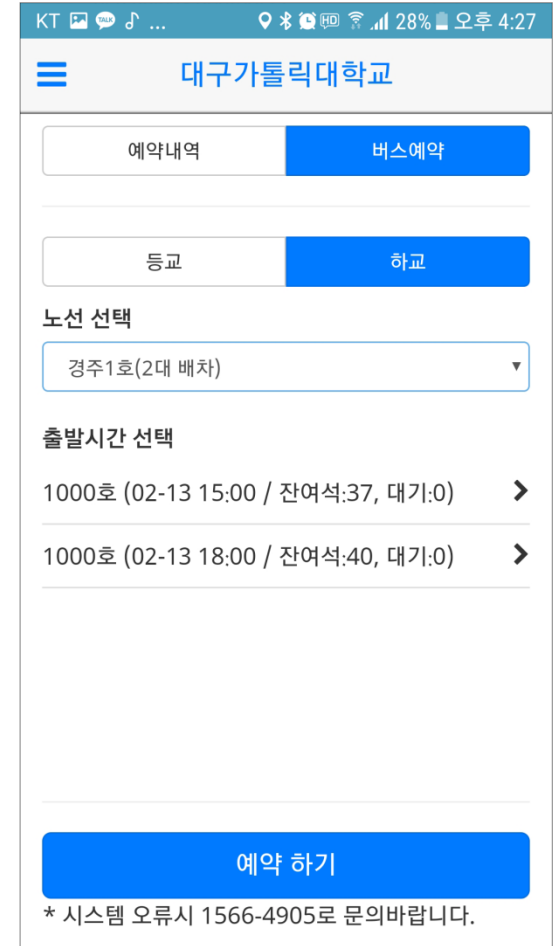 KT ... 28% 오후 4:27
대구가톨릭대학교
예약내역 버스예약
등교 하교
노선 선택
경주1호(2대 배차)
출발시간 선택
1000호 (02-13 15:00 / 잔여석:37, 대기:0)
1000호 (02-13 18:00 / 잔여석:40, 대기:0)
예약 하기
* 시스템 오류시 1566-4905로 문의바랍니다.